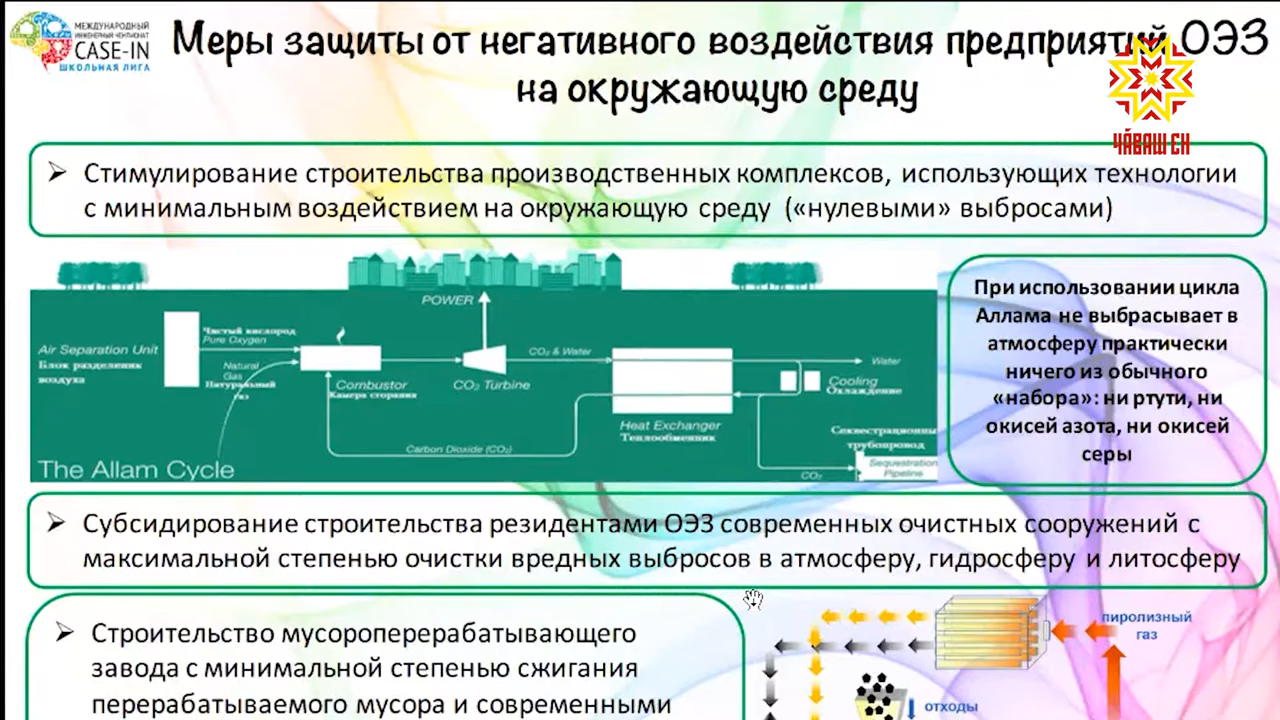 МЕЖДУНАРОДНЫЙ
ИНЖЕНЕРНЫЙ ЧЕМПИОНАТ
CASE-IN
ШКОЛЬНАЯ ЛИГА
Меры защиты от негативного воздействия предприятий ОЭЗ
на окружающую среду
ЧӐВАШ ЕН
➢ Стимулирование строительства производственных комплексов, использующих технологии
с минимальным воздействием на окружающую среду («нулевыми» выбросами)
POWER
Чистый кислород
Pure Oxygen
Air Separation Unit
Блок разделения
воздуха
Natural
Gas
Натуральный
газ
Combustor
Камера сгорания
CO₂ Turbine
CO₂ & Water
Water
Cooling
Охлаждение
Heat Exchanger
Теплообменник
Carbon Dioxide (CO₂)
Секвестрационный
трубопровод
Sequestration
Pipeline
CO₂
The Allam Cycle
При использовании цикла
Аллама не выбрасывает в
атмосферу практически
ничего из обычного
«набора»: ни ртути, ни
окисей азота, ни окисей
серы
➢ Субсидирование строительства резидентами ОЭЗ современных очистных сооружений с
максимальной степенью очистки вредных выбросов в атмосферу, гидросферу и литосферу
➢ Строительство мусороперерабатывающего
завода с минимальной степенью сжигания
перерабатываемого мусора и современными
пиролизный
газ
отходы